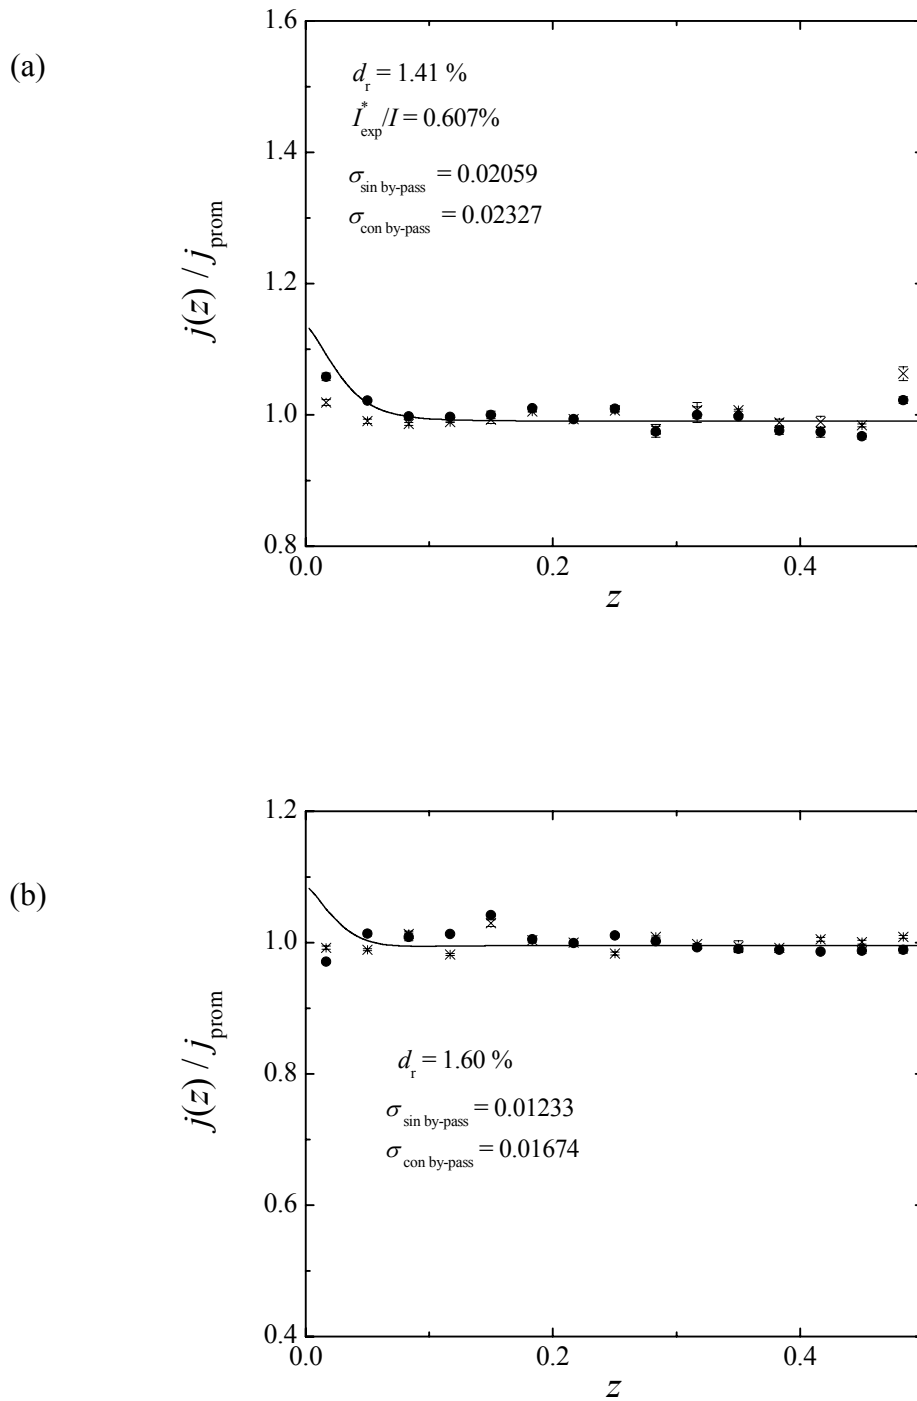 (a)
1.6
1.4
1.2
1.0
0.8
j(z) / j_prom
d_r = 1.41 %
I*_exp/I = 0.607%
σ_sin by-pass = 0.02059
σ_con by-pass = 0.02327
0.0 0.2 0.4
z
(b)
1.2
1.0
0.8
0.6
0.4
j(z) / j_prom
d_r = 1.60 %
σ_sin by-pass = 0.01233
σ_con by-pass = 0.01674
0.0 0.2 0.4
z